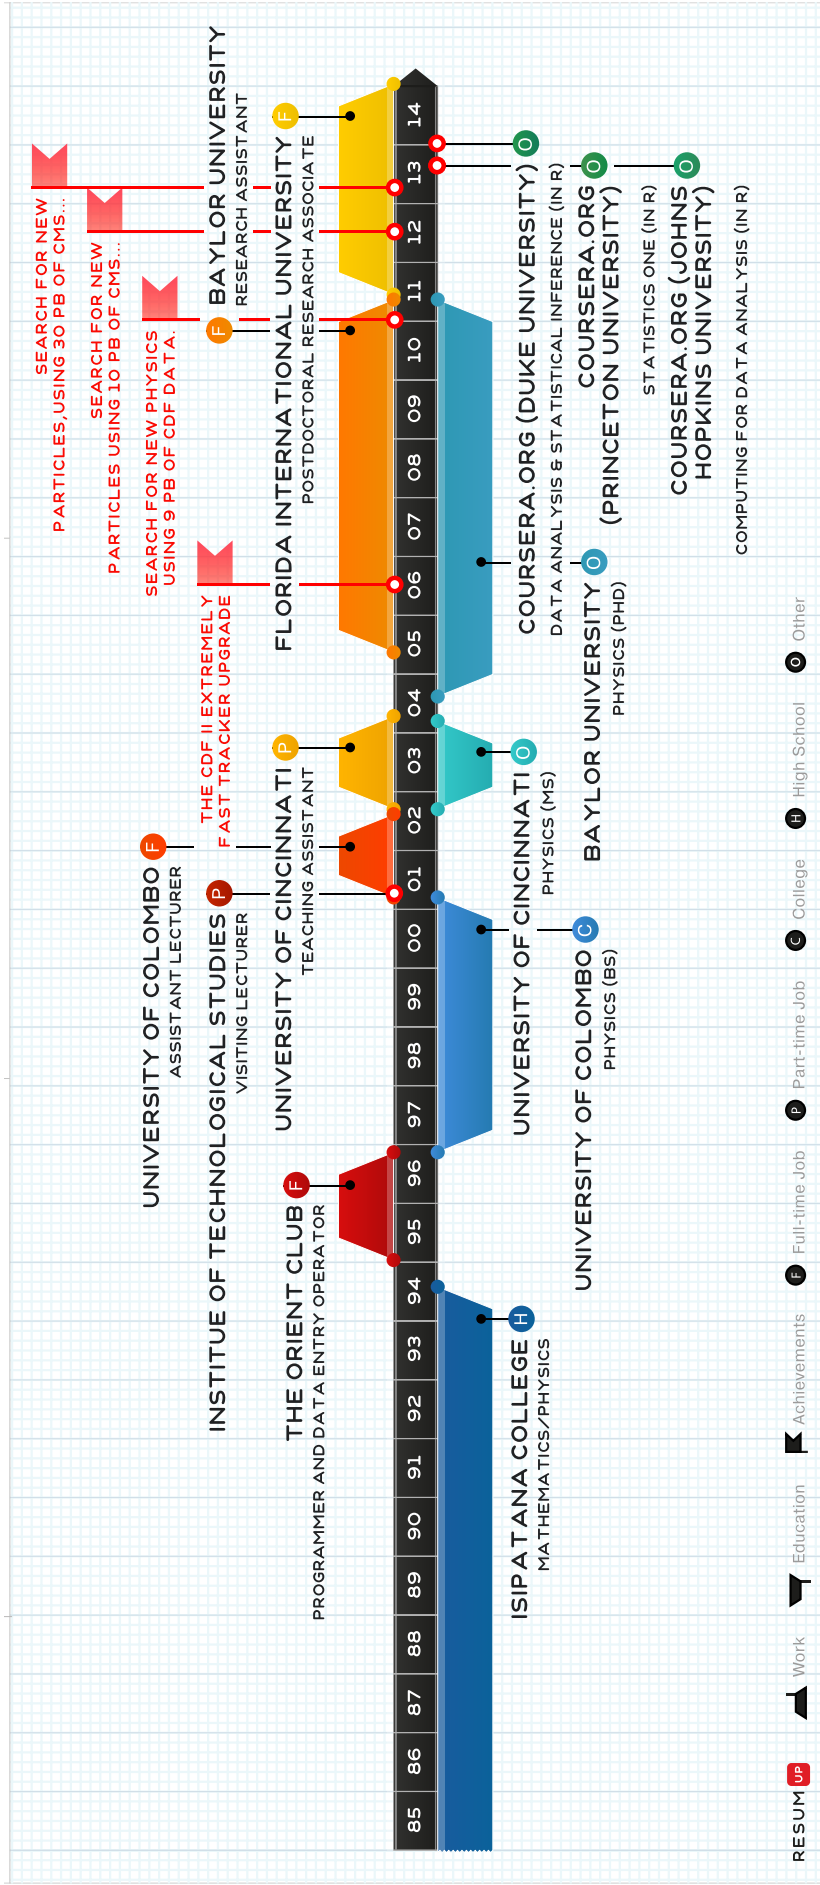 SEARCH FOR NEW
PARTICLES,USING 30 PB OF CMS...
SEARCH FOR NEW
PARTICLES USING 10 PB OF CMS...
SEARCH FOR NEW PHYSICS
USING 9 PB OF CDF DATA.
THE CDF II EXTREMELY
FAST TRACKER UPGRADE
F
UNIVERSITY OF COLOMBO
ASSISTANT LECTURER
F
BAYLOR UNIVERSITY
RESEARCH ASSISTANT
P
INSTITUE OF TECHNOLOGICAL STUDIES
VISITING LECTURER
F
FLORIDA INTERNATIONAL UNIVERSITY
POSTDOCTORAL RESEARCH ASSOCIATE
P
UNIVERSITY OF CINCINNATI
TEACHING ASSISTANT
F
THE ORIENT CLUB
PROGRAMMER AND DATA ENTRY OPERATOR
85 86 87 88 89 90 91 92 93 94 95 96 97 98 99 00 01 02 03 04 05 06 07 08 09 10 11 12 13 14
H
ISIPATANA COLLEGE
MATHEMATICS/PHYSICS
O
UNIVERSITY OF CINCINNATI
PHYSICS (MS)
O
COURSERA.ORG (DUKE UNIVERSITY)
DATA ANALYSIS & STATISTICAL INFERENCE (IN R)
C
UNIVERSITY OF COLOMBO
PHYSICS (BS)
O
BAYLOR UNIVERSITY
PHYSICS (PHD)
O
COURSERA.ORG
(PRINCETON UNIVERSITY)
STATISTICS ONE (IN R)
O
COURSERA.ORG (JOHNS
HOPKINS UNIVERSITY)
COMPUTING FOR DATA ANALYSIS (IN R)
RESUM UP
Work
Education
Achievements
F Full-time Job
P Part-time Job
C College
H High School
O Other